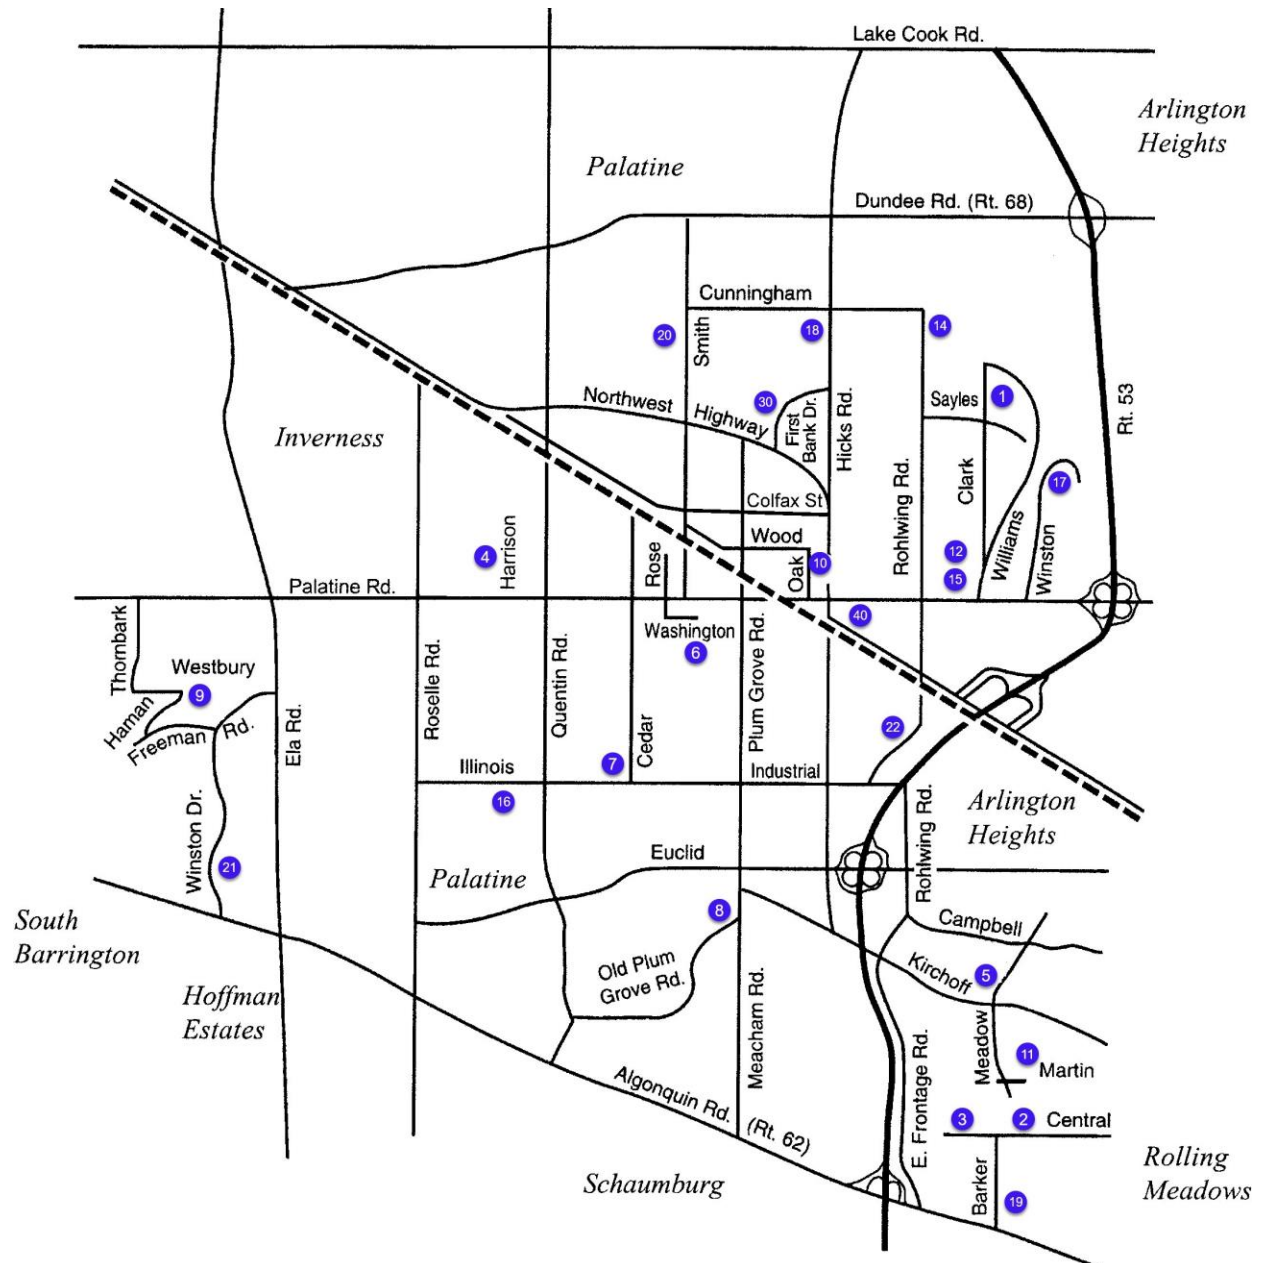 Lake Cook Rd.
Arlington
Heights
Palatine
Dundee Rd. (Rt. 68)
Cunningham
20
Smith
18
14
Northwest
Highway
30
First
Bank Dr.
Hicks Rd.
Sayles
1
Rt. 53
Inverness
Colfax St
Rohlwing Rd.
Clark
17
Harrison
4
Rose
Wood
Oak
10
12
15
Williams
Winston
Palatine Rd.
40
Thornbark
Washington
6
Westbury
9
Haman
Freeman
Rd.
Ela Rd.
Roselle Rd.
Quentin Rd.
Cedar
Plum Grove Rd.
22
7
Illinois
Industrial
16
Winston Dr.
21
Euclid
Rohlwing Rd.
Arlington
Heights
Palatine
8
Campbell
South
Barrington
Old Plum
Grove Rd.
Kirchoff
5
Hoffman
Estates
Meacham Rd.
E. Frontage Rd.
Meadow
11
Martin
Algonquin Rd.
(Rt. 62)
3
2
Central
Schaumburg
Barker
19
Rolling
Meadows